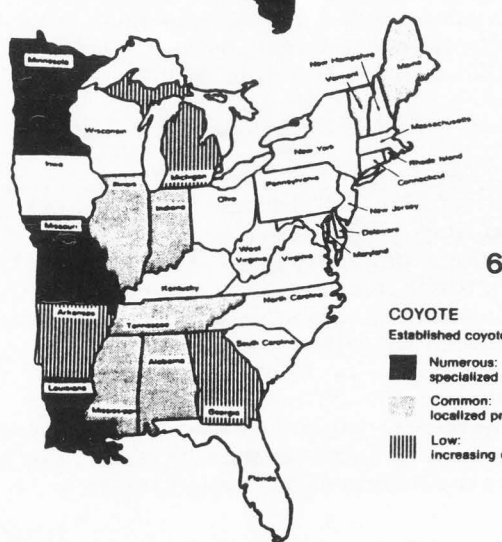 Minnesota
Wisconsin
Michigan
Iowa
Illinois
Indiana
Ohio
Missouri
Kentucky
West
Virginia
Virginia
Pennsylvania
New York
Vermont
New Hampshire
Maine
Massachusetts
Rhode Island
Connecticut
New Jersey
Delaware
Maryland
North Carolina
Tennessee
Arkansas
South Carolina
Louisiana
Mississippi
Alabama
Georgia
Florida
6
COYOTE
Established coyote
Numerous:
specialized
Common:
localized pr
Low:
increasing